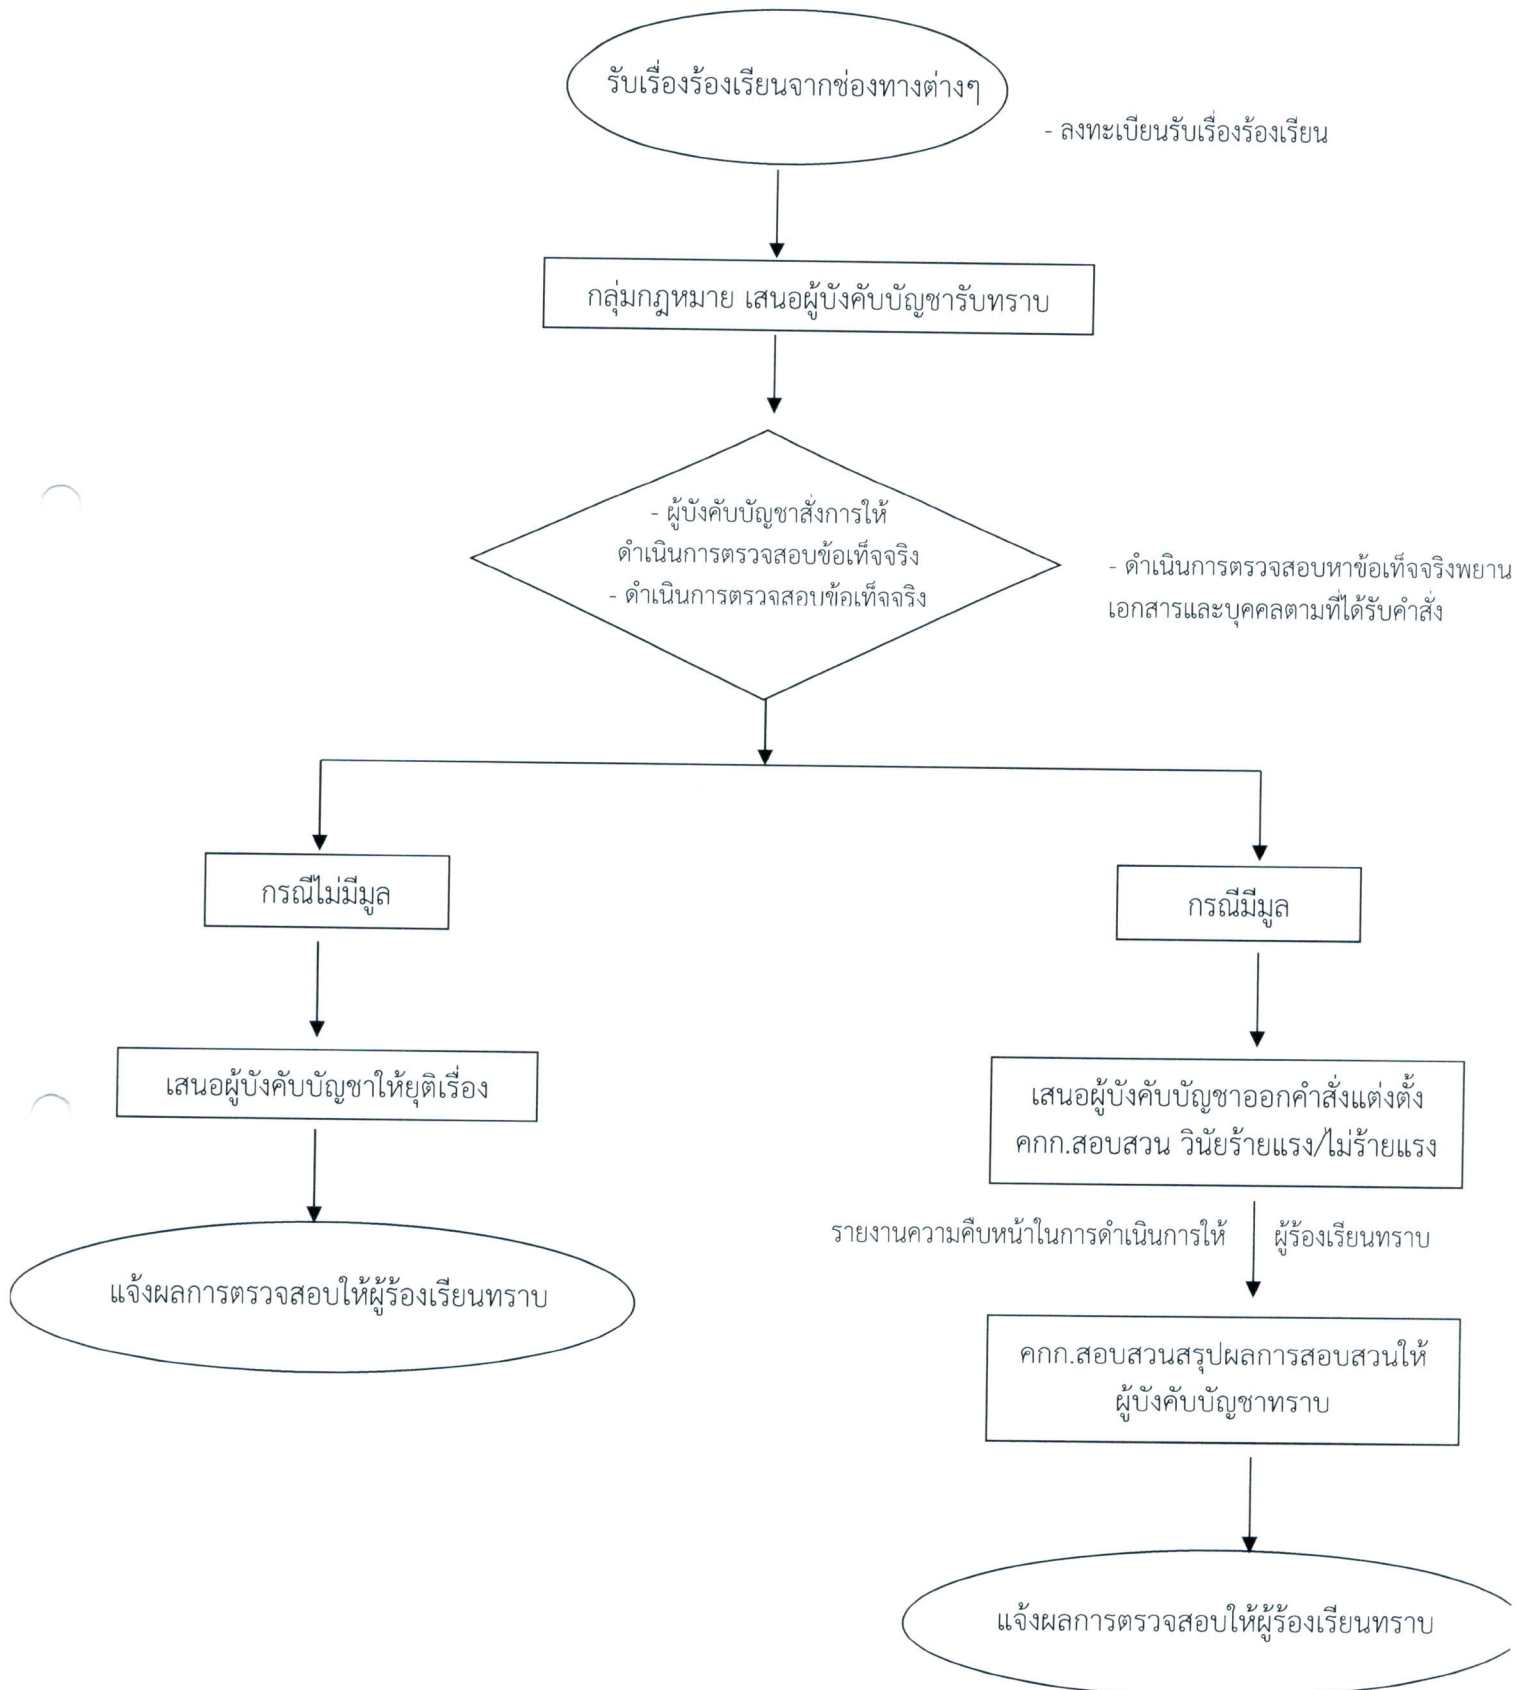 รับเรื่องร้องเรียนจากช่องทางต่างๆ
- ลงทะเบียนรับเรื่องร้องเรียน
กลุ่มกฎหมาย เสนอผู้บังคับบัญชารับทราบ
- ผู้บังคับบัญชาสั่งการให้
ดำเนินการตรวจสอบข้อเท็จจริง
- ดำเนินการตรวจสอบข้อเท็จจริง
- ดำเนินการตรวจสอบหาข้อเท็จจริงพยาน
เอกสารและบุคคลตามที่ได้รับคำสั่ง
กรณีไม่มีมูล
กรณีมีมูล
เสนอผู้บังคับบัญชาให้ยุติเรื่อง
เสนอผู้บังคับบัญชาออกคำสั่งแต่งตั้ง
คกก.สอบสวน วินัยร้ายแรง/ไม่ร้ายแรง
รายงานความคืบหน้าในการดำเนินการให้ ผู้ร้องเรียนทราบ
แจ้งผลการตรวจสอบให้ผู้ร้องเรียนทราบ
คกก.สอบสวนสรุปผลการสอบสวนให้
ผู้บังคับบัญชาทราบ
แจ้งผลการตรวจสอบให้ผู้ร้องเรียนทราบ